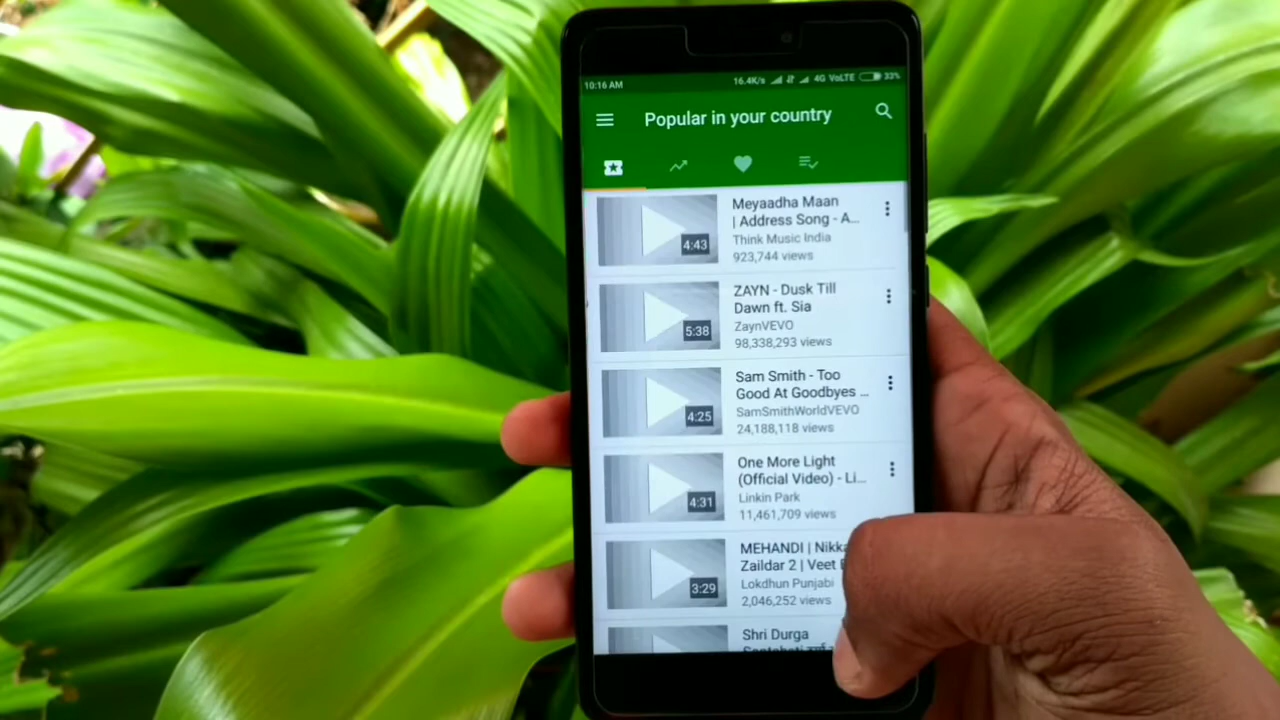 10:16 AM
16.4K/s 4G VoLTE 33%
Popular in your country
Meyaadha Maan
| Address Song - A...
Think Music India
923,744 views
4:43
ZAYN - Dusk Till
Dawn ft. Sia
ZaynVEVO
98,338,293 views
5:38
Sam Smith - Too
Good At Goodbyes ...
SamSmithWorldVEVO
24,188,118 views
4:25
One More Light
(Official Video) - Li...
Linkin Park
11,461,709 views
4:31
MEHANDI | Nikka
Zaildar 2 | Veet
Lokdhun Punjabi
2,046,252 views
3:29
Shri Durga